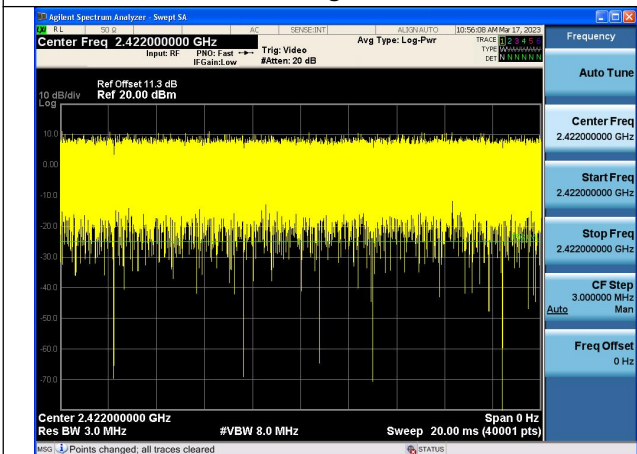 Agilent Spectrum Analyzer - Swept SA
RL 50 Ω AC SENSE:INT ALIGN AUTO 10:56:08 AM Mar 17, 2023
Center Freq 2.422000000 GHz
Input: RF
PNO: Fast
IFGain:Low
Trig: Video
#Atten: 20 dB
Avg Type: Log-Pwr
TRACE 1 2 3 4 5 6
TYPE
DET N N N N N N
Ref Offset 11.3 dB
10 dB/div Ref 20.00 dBm
Log
10.0
0.00
-10.0
-20.0
-30.0
-40.0
-50.0
-60.0
-70.0
Center 2.422000000 GHz
Span 0 Hz
Res BW 3.0 MHz
#VBW 8.0 MHz
Sweep 20.00 ms (40001 pts)
MSG Points changed; all traces cleared
STATUS
Frequency
Auto Tune
Center Freq
2.422000000 GHz
Start Freq
2.422000000 GHz
Stop Freq
2.422000000 GHz
CF Step
3.000000 MHz
Auto Man
Freq Offset
0 Hz